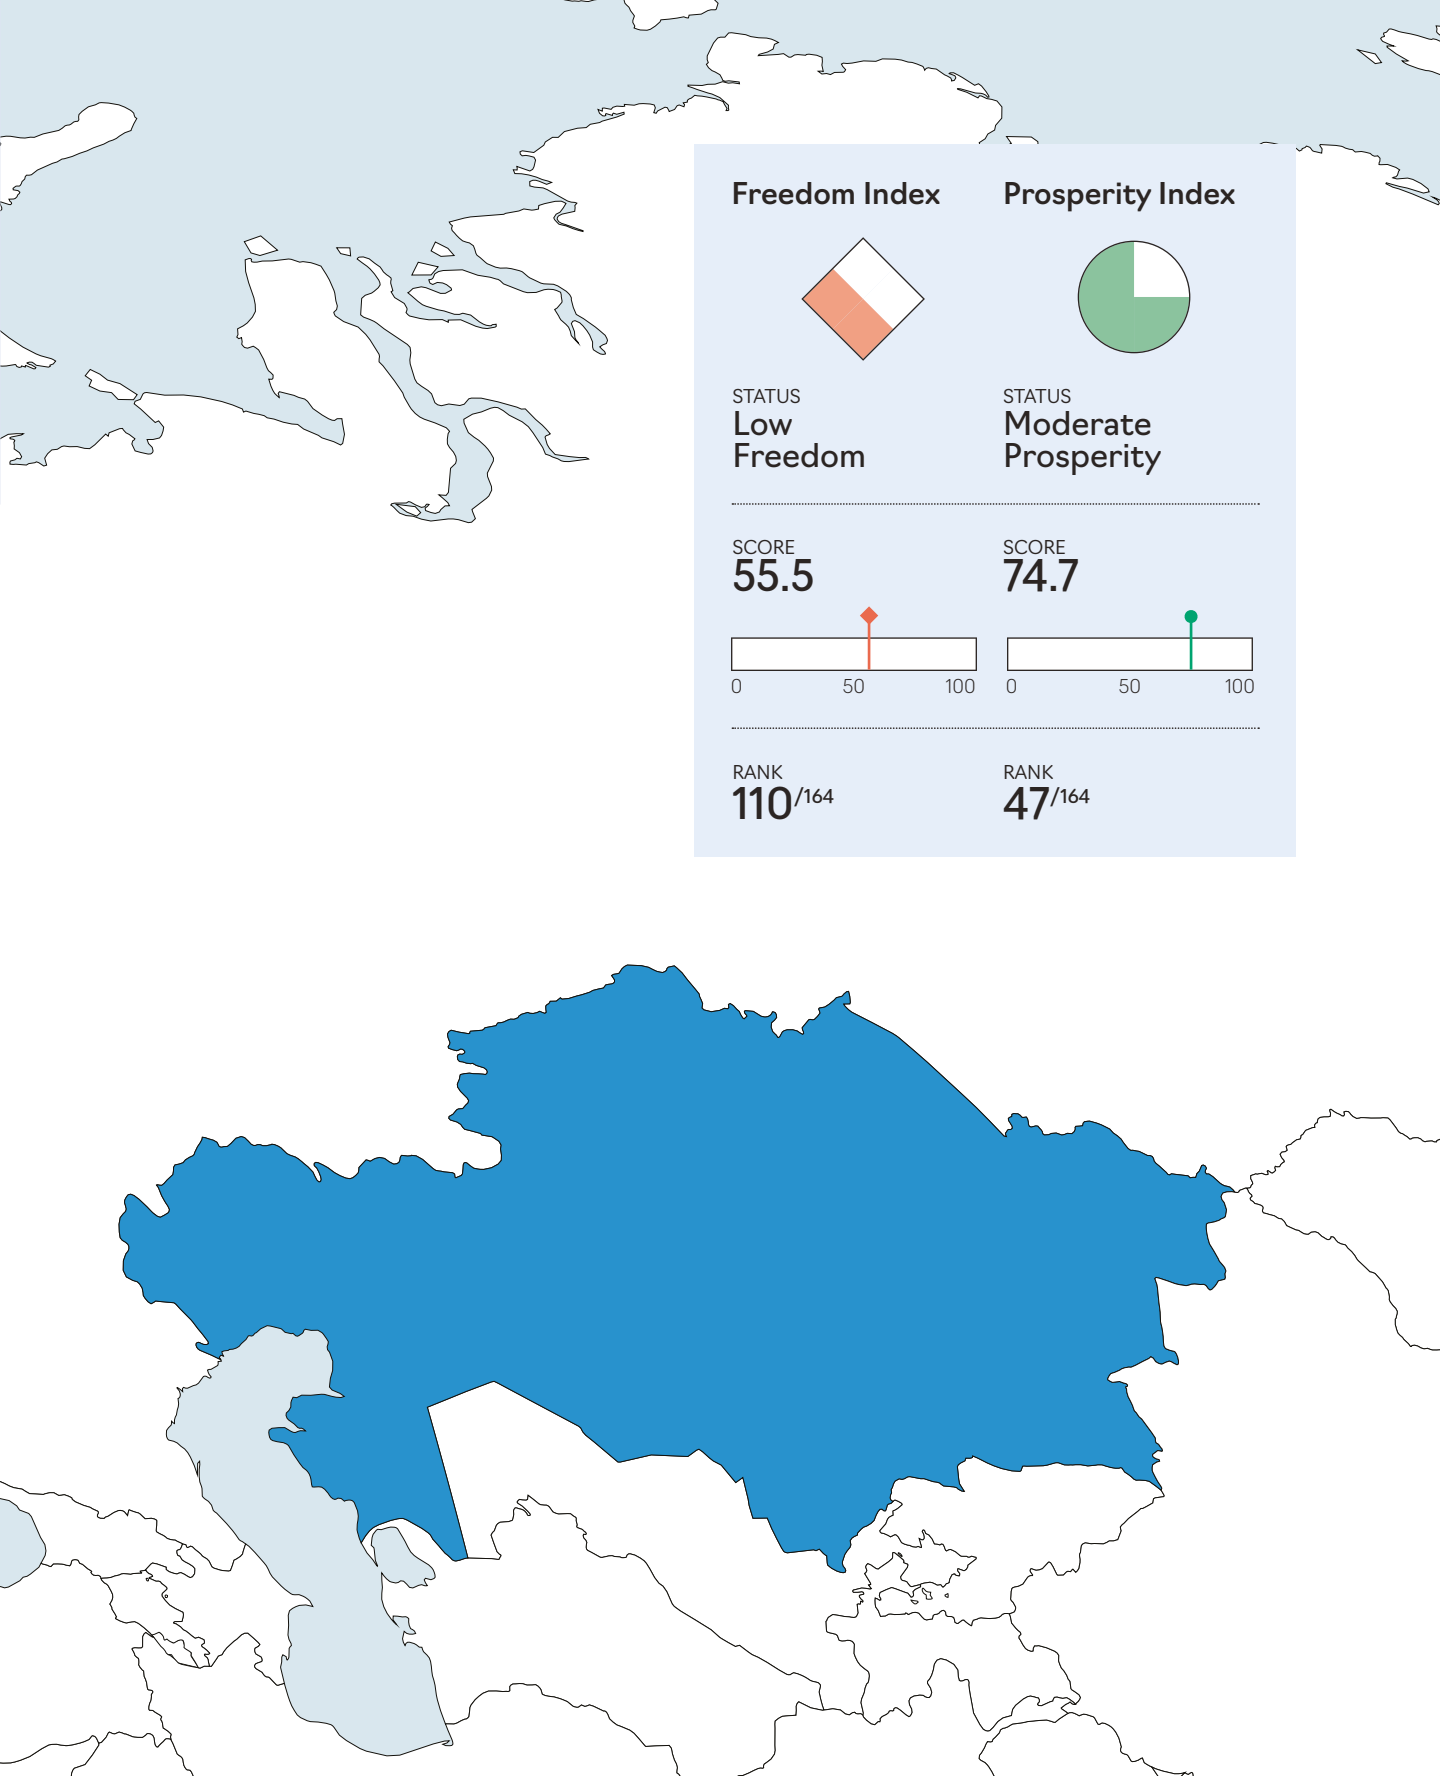 Freedom Index
Prosperity Index
STATUS
Low
Freedom
STATUS
Moderate
Prosperity
SCORE
55.5
SCORE
74.7
0 50 100
0 50 100
RANK
110/164
RANK
47/164